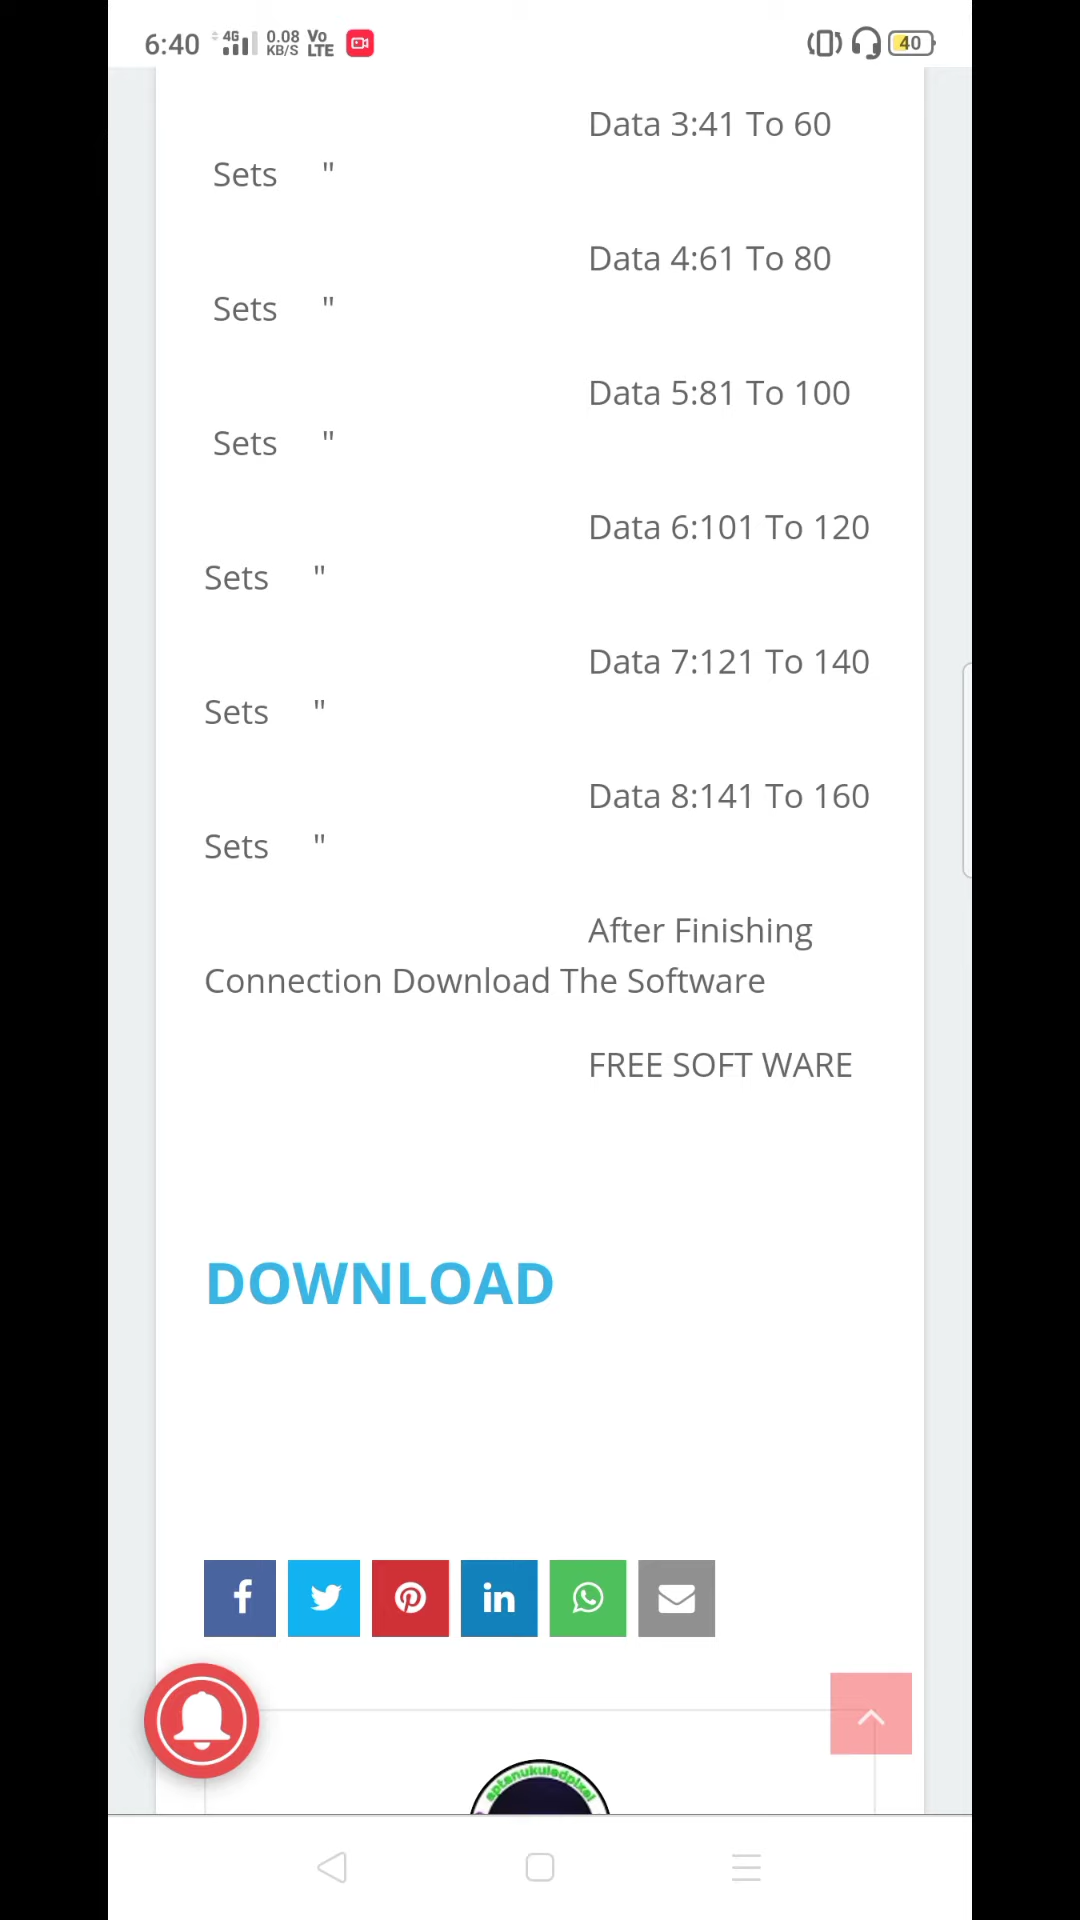 6:40 4G 0.08 KB/S Vo LTE 40
Data 3:41 To 60
Sets "
Data 4:61 To 80
Sets "
Data 5:81 To 100
Sets "
Data 6:101 To 120
Sets "
Data 7:121 To 140
Sets "
Data 8:141 To 160
Sets "
After Finishing
Connection Download The Software
FREE SOFT WARE
DOWNLOAD
f in
aptenukuledpixel